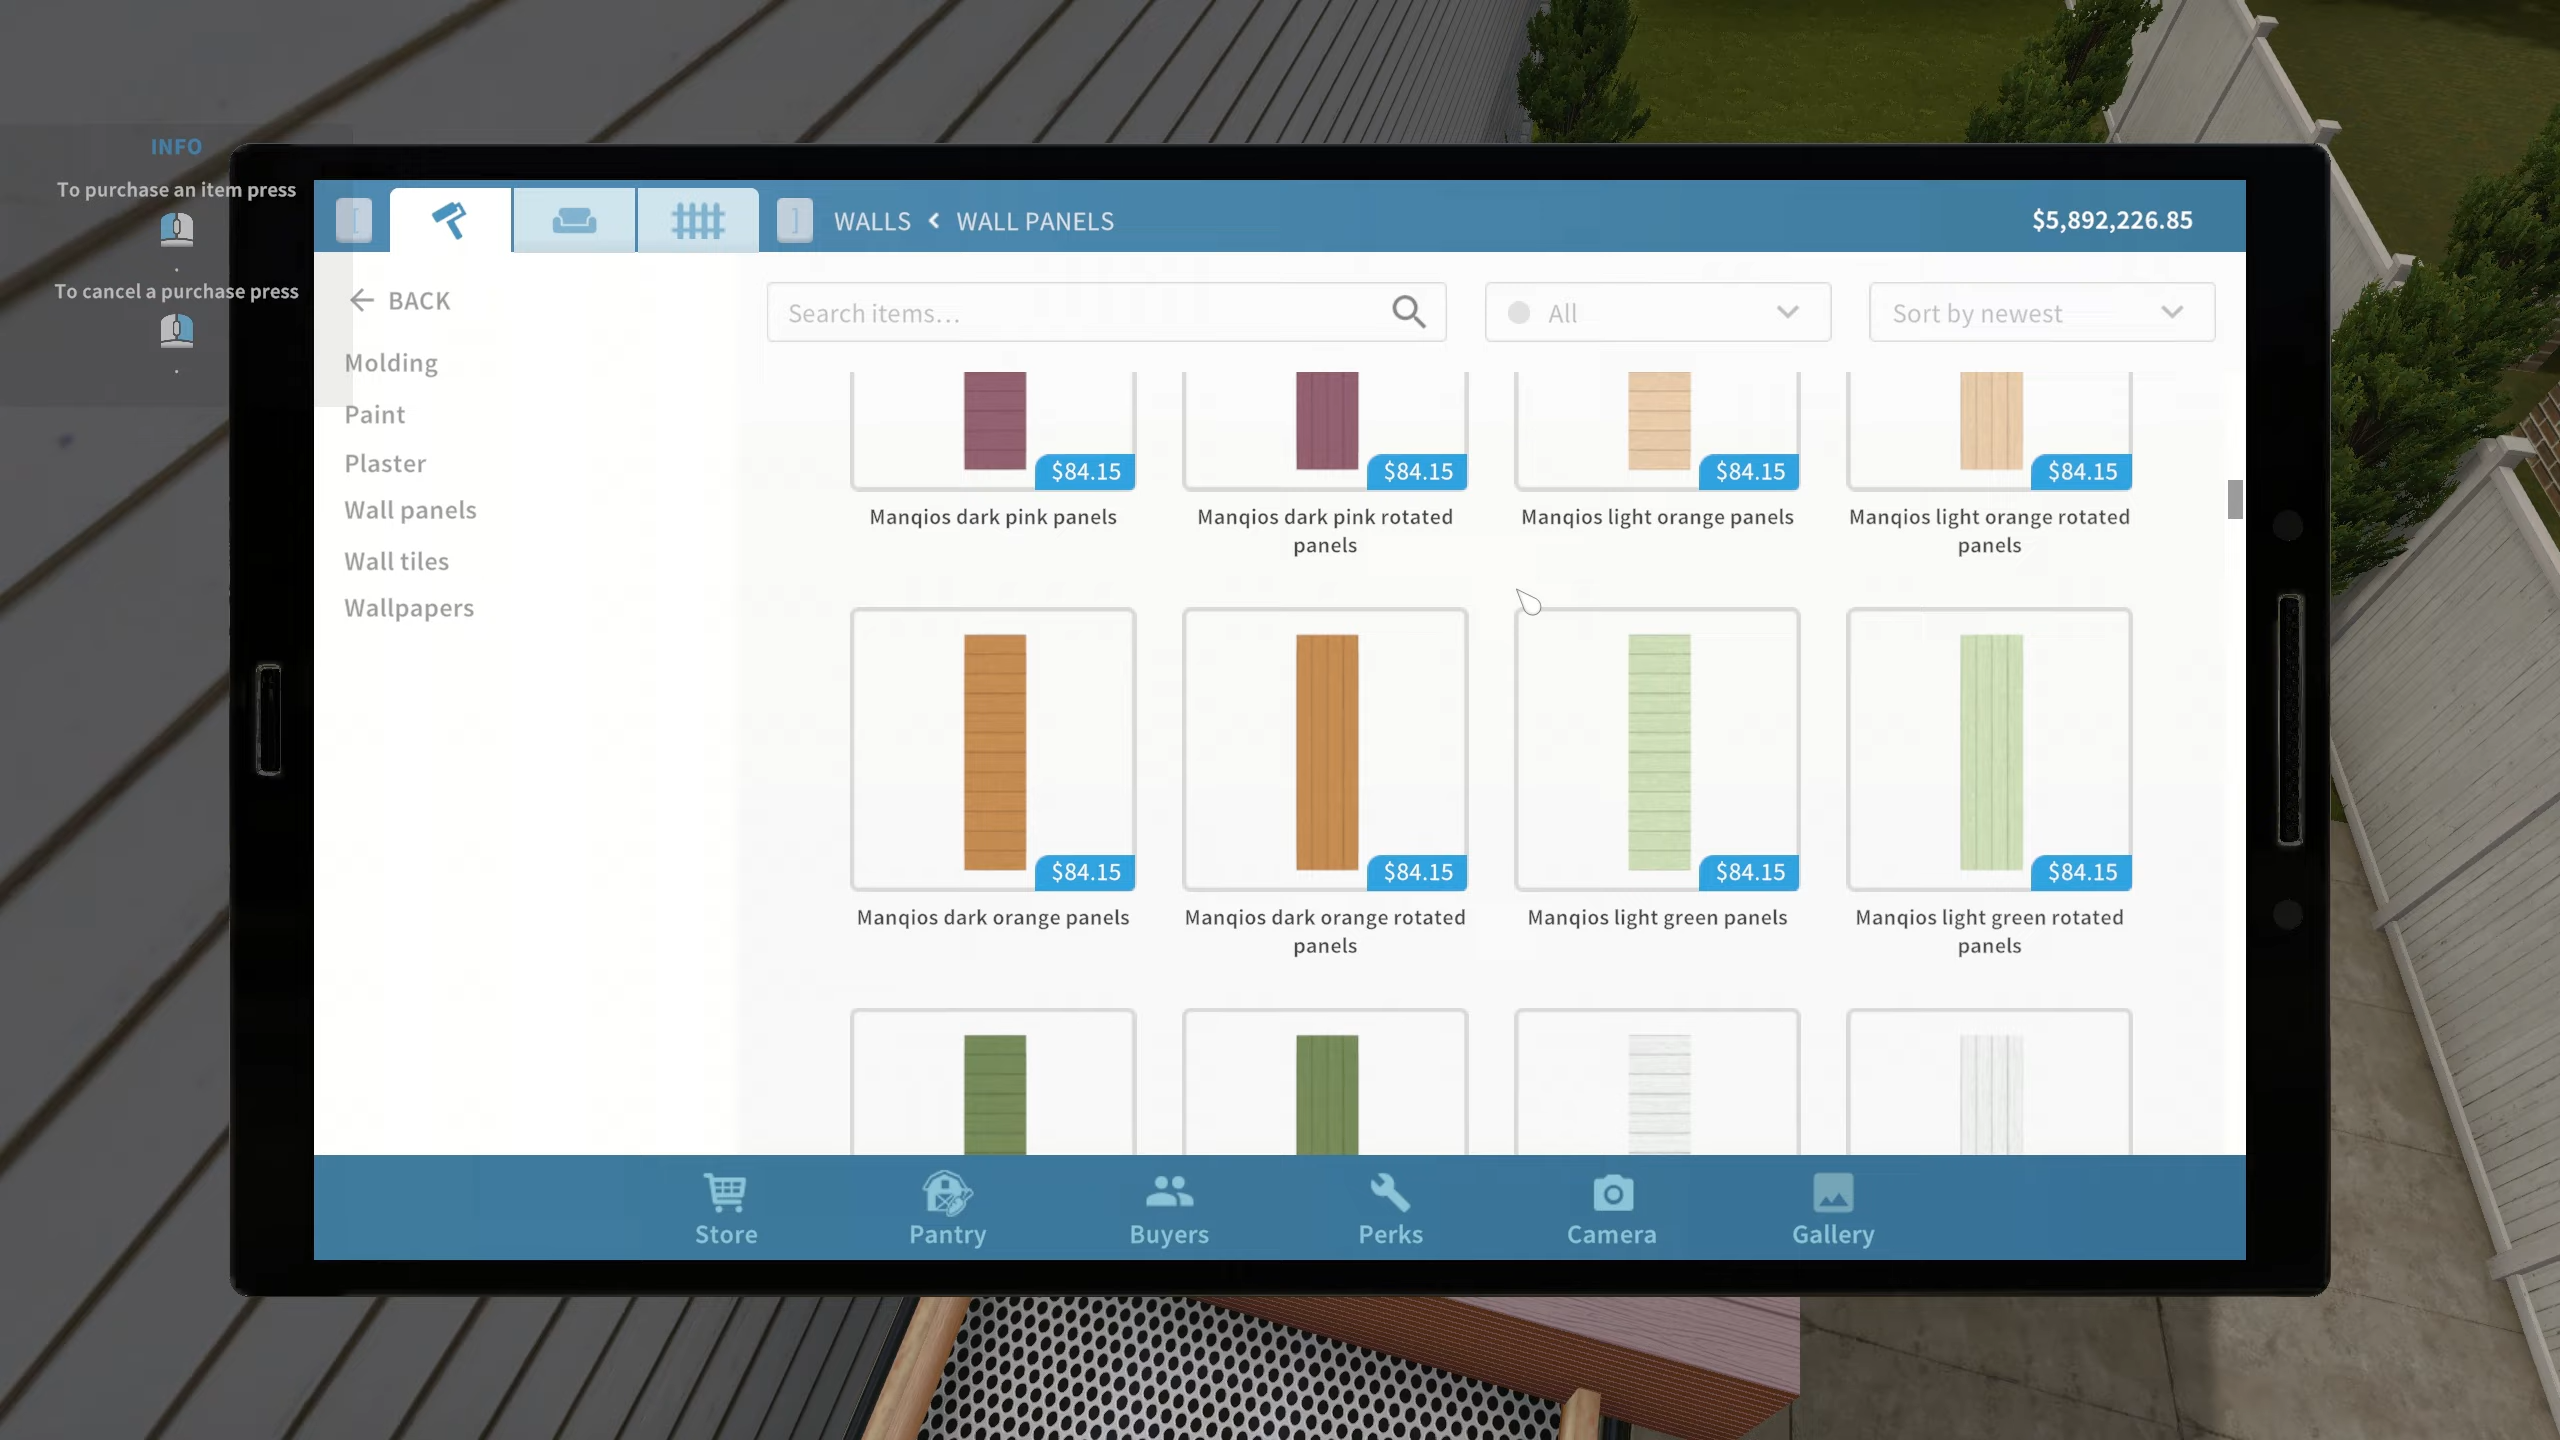 INFO
To purchase an item press
.
To cancel a purchase press
.
[
]
WALLS
WALL PANELS
$5,892,226.85
BACK
Molding
Paint
Plaster
Wall panels
Wall tiles
Wallpapers
Search items...
All
Sort by newest
$84.15
$84.15
$84.15
$84.15
Manqios dark pink panels
Manqios dark pink rotated
panels
Manqios light orange panels
Manqios light orange rotated
panels
$84.15
$84.15
$84.15
$84.15
Manqios dark orange panels
Manqios dark orange rotated
panels
Manqios light green panels
Manqios light green rotated
panels
Store
Pantry
Buyers
Perks
Camera
Gallery